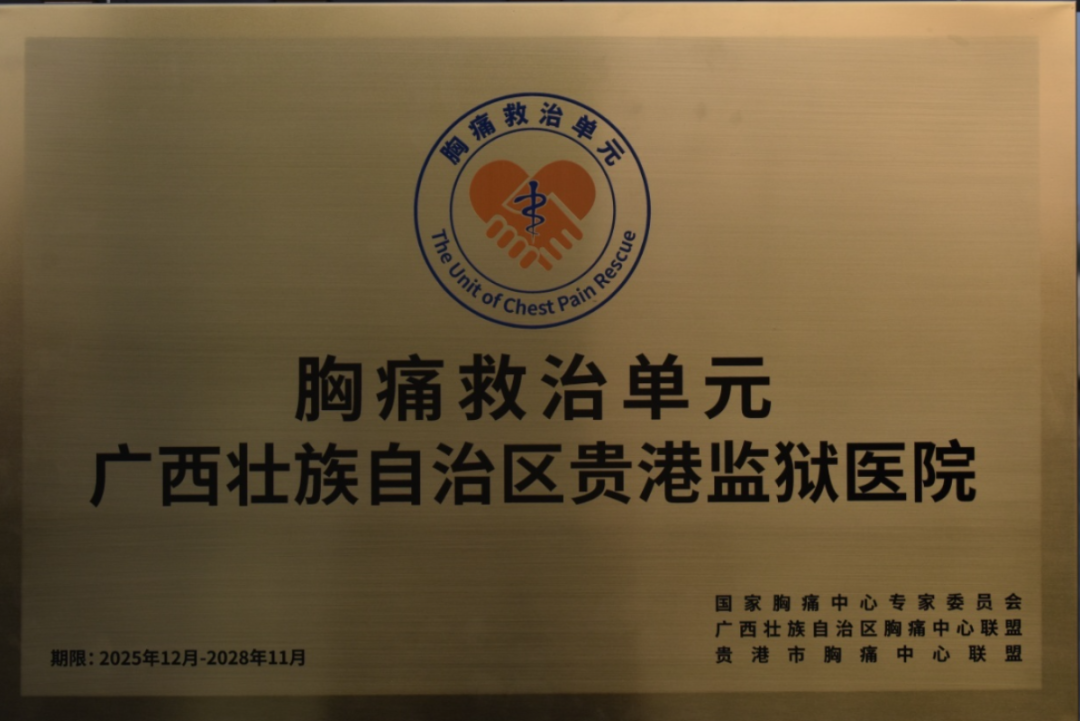 胸痛救治单元
The Unit of Chest Pain Rescue
胸痛救治单元
广西壮族自治区贵港监狱医院
国家胸痛中心专家委员会
广西壮族自治区胸痛中心联盟
贵港市胸痛中心联盟
期限：2025年12月-2028年11月